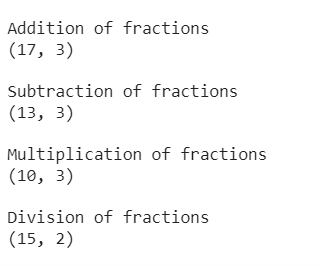 Addition of fractions
(17, 3)
Subtraction of fractions
(13, 3)
Multiplication of fractions
(10, 3)
Division of fractions
(15, 2)